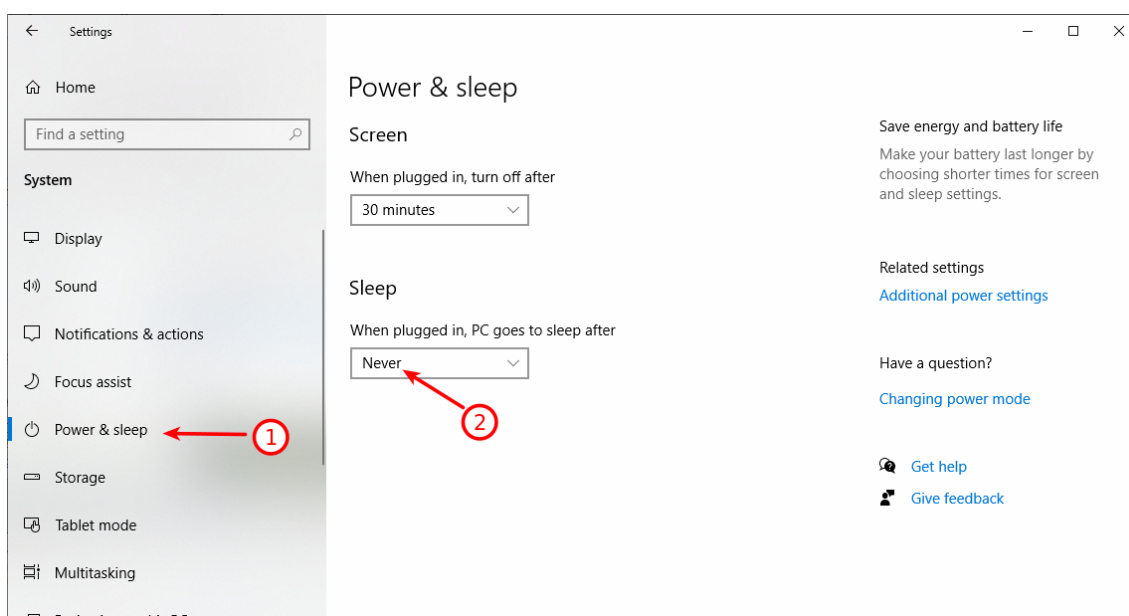 Settings
Home
Find a setting
System
Display
Sound
Notifications & actions
Focus assist
Power & sleep
1
Storage
Tablet mode
Multitasking
Power & sleep
Screen
When plugged in, turn off after
30 minutes
Sleep
When plugged in, PC goes to sleep after
Never
2
Save energy and battery life
Make your battery last longer by
choosing shorter times for screen
and sleep settings.
Related settings
Additional power settings
Have a question?
Changing power mode
Get help
Give feedback